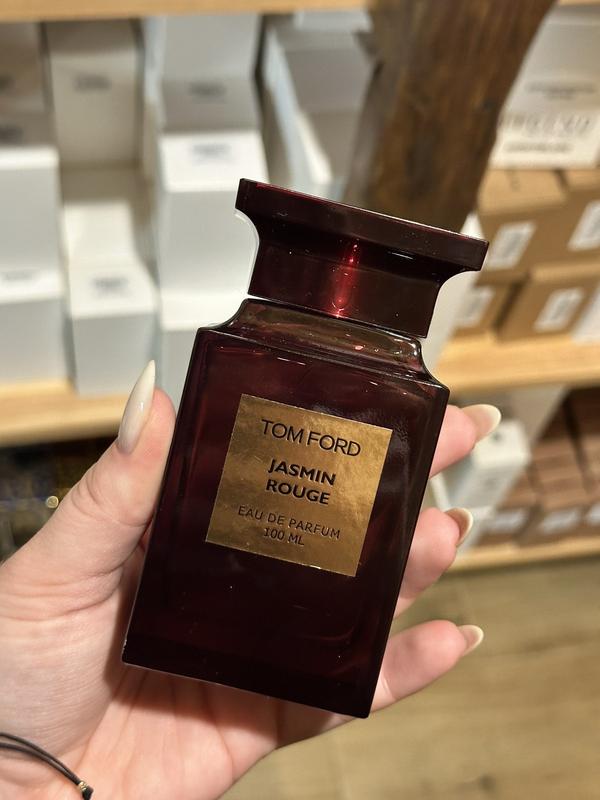 TOM FORD
JASMIN
ROUGE
EAU DE PARFUM
100 ML